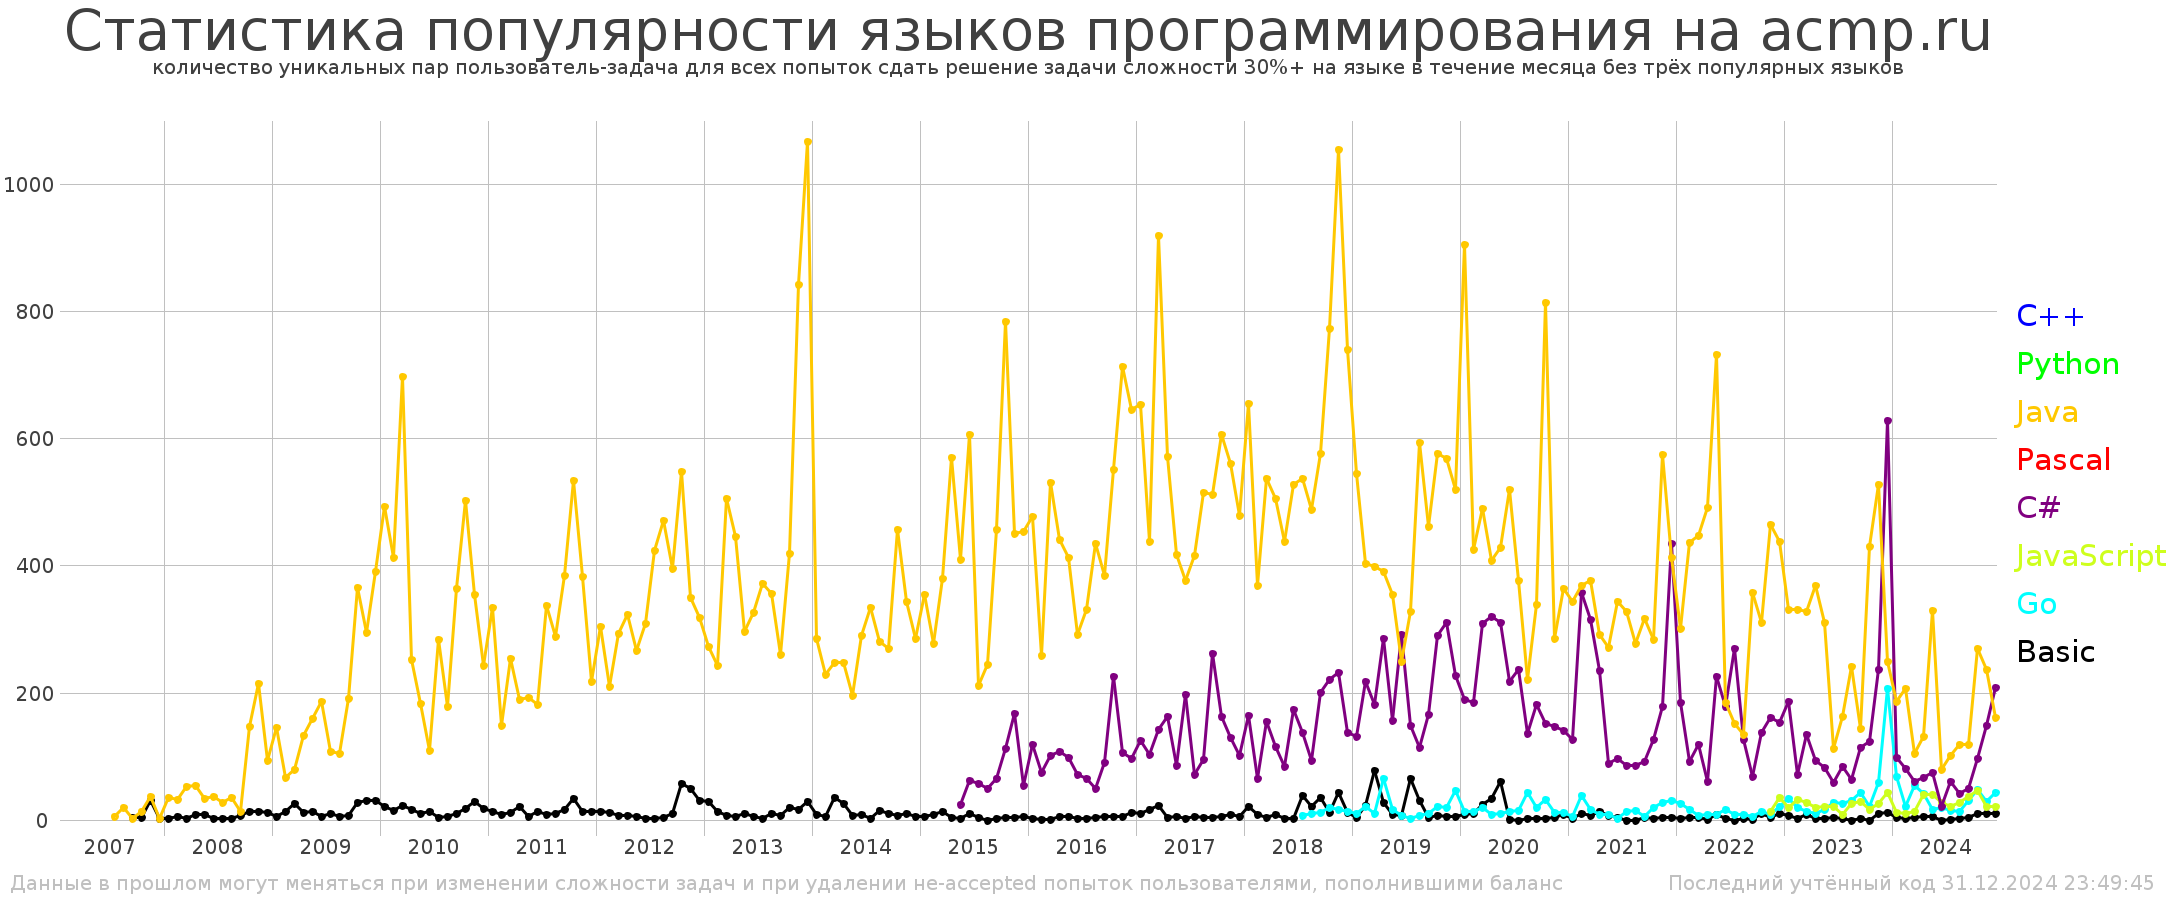 Статистика популярности языков программирования на acmp.ru
количество уникальных пар пользователь-задача для всех попыток сдать решение задачи сложности 30%+ на языке в течение месяца без трёх популярных языков
1000
800
600
400
200
0
C++
Python
Java
Pascal
C#
JavaScript
Go
Basic
2007 2008 2009 2010 2011 2012 2013 2014 2015 2016 2017 2018 2019 2020 2021 2022 2023 2024
Данные в прошлом могут меняться при изменении сложности задач и при удалении не-accepted попыток пользователями, пополнившими баланс
Последний учтённый код 31.12.2024 23:49:45